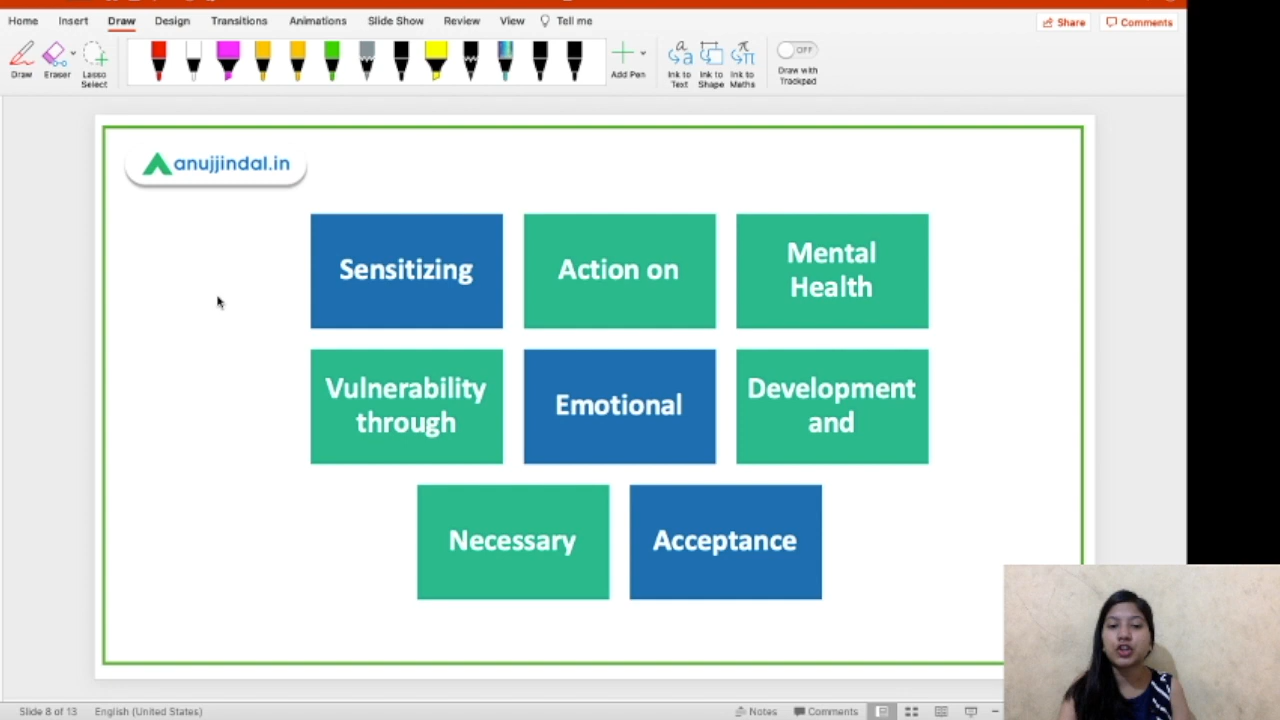 Home Insert Draw Design Transitions Animations Slide Show Review View Tell me Share Comments
Draw Eraser Lasso Select Add Pen Ink to Text Ink to Shape Ink to Maths OFF Draw with Trackpad
anujjindal.in
Sensitizing
Action on
Mental
Health
Vulnerability
through
Emotional
Development
and
Necessary
Acceptance
Slide 8 of 13 English (United States) Notes Comments